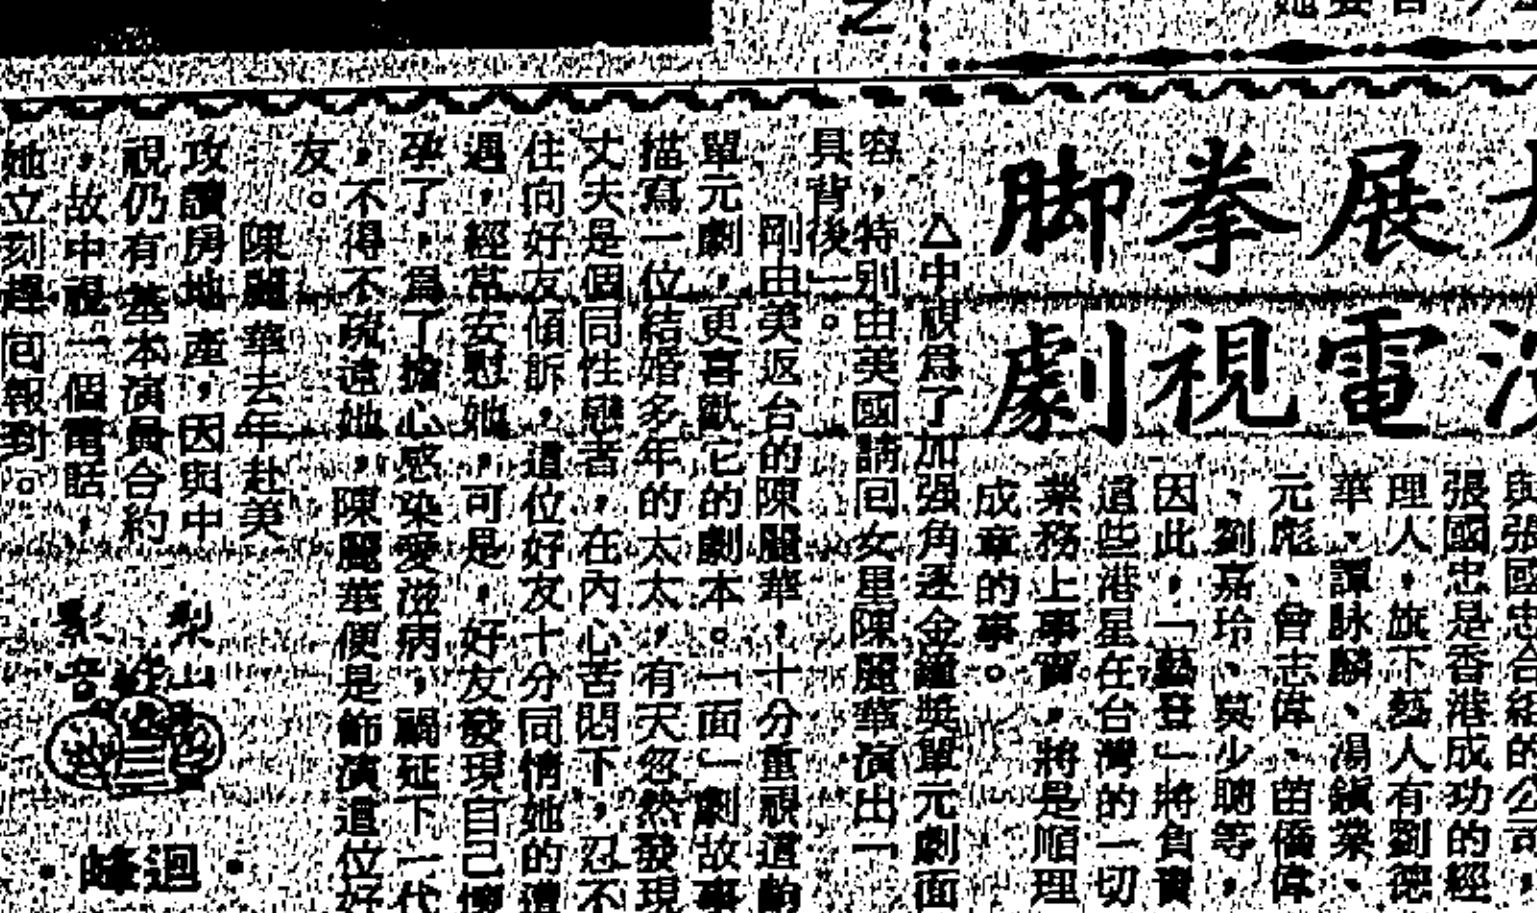 展拳脚
電視劇
與張國忠合組的公司，
張國忠是香港成功的經
理人，旗下藝人有劉德
華、譚詠麟、湯鎮業、
元彪、曾志偉、苗僑偉
、劉嘉玲、莫少聰等，
因此，「藝登」將負責
這些港星在台灣的一切
業務上事實，將是順理
成章的事。
△中視爲了加强角逐金鐘獎單元劇面
容，特别由美國請回女星陳麗華演出「
具背後」。
剛由美返台的陳麗華，十分重視這齣
單元劇，更喜歡它的劇本。「面」劇故事
描寫一位結婚多年的太太，有天忽然發現
丈夫是個同性戀者，在內心苦悶下，忍不
住向好友傾訴，這位好友十分同情她的遭
遇，經常安慰她，可是，好友發現自己懷
孕了，爲了擔心感染愛滋病，禍延下一代
，不得不疏遠她，陳麗華便是飾演這位好
友。
陳麗華去年赴美
攻讀房地產，因與中
視仍有基本演員合約
，故中視一個電話，
她立刻趕回報到。
梨山
影
迴峰